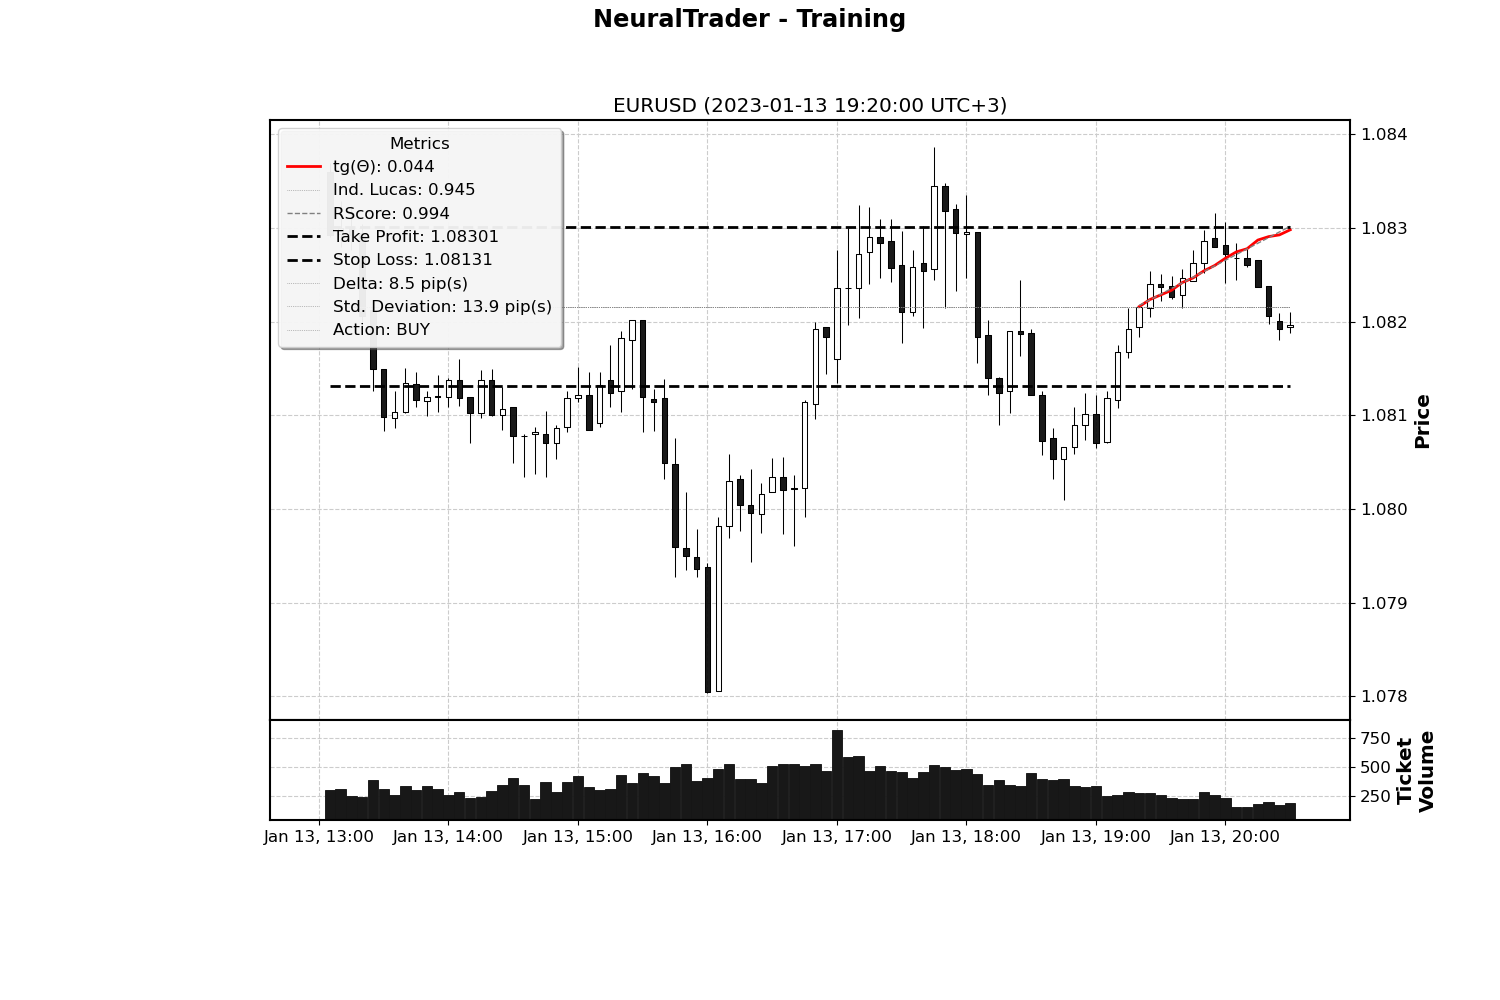 NeuralTrader - Training
EURUSD (2023-01-13 19:20:00 UTC+3)
Metrics
tg(Θ): 0.044
Ind. Lucas: 0.945
RScore: 0.994
Take Profit: 1.08301
Stop Loss: 1.08131
Delta: 8.5 pip(s)
Std. Deviation: 13.9 pip(s)
Action: BUY
1.084
1.083
1.082
1.081
1.080
1.079
1.078
Price
750
500
250
Ticket
Volume
Jan 13, 13:00 Jan 13, 14:00 Jan 13, 15:00 Jan 13, 16:00 Jan 13, 17:00 Jan 13, 18:00 Jan 13, 19:00 Jan 13, 20:00